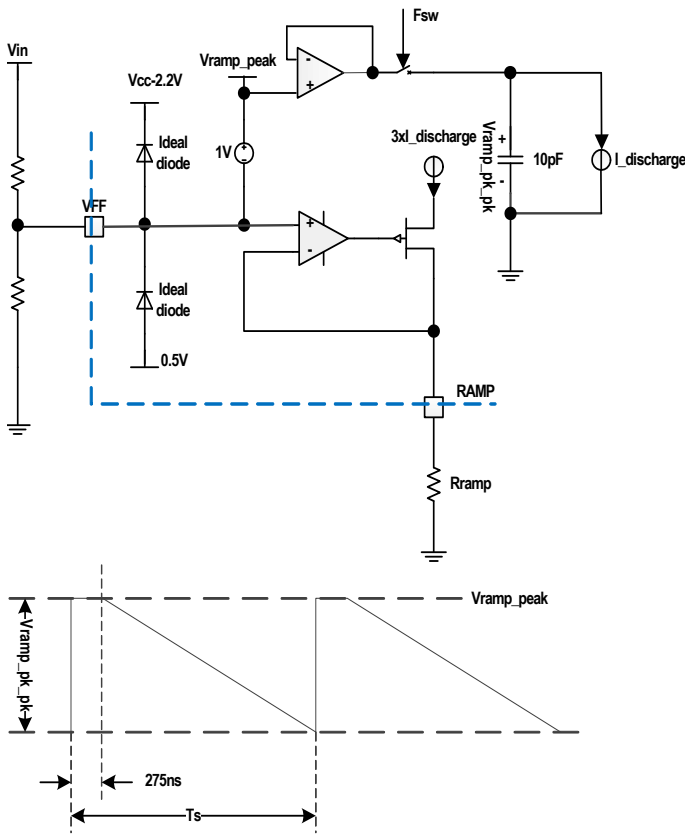 Fsw
Vin
Vramp_peak
Vcc-2.2V
Ideal
diode
1V
3xI_discharge
Vramp_pk_pk
+
-
10pF
I_discharge
VFF
-
+
+
-
Ideal
diode
0.5V
RAMP
Rramp
Vramp_peak
Vramp_pk_pk
275ns
Ts